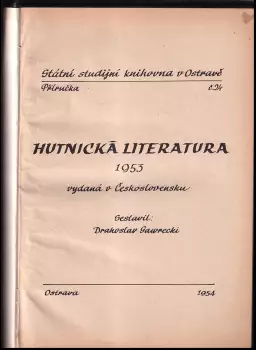 Státní studijní knihovna v Ostravě
Příručka č.24
HUTNICKÁ LITERATURA
1953
vydaná v Československu
Sestavil:
Drahoslav Gawrecki
Ostrava 1954